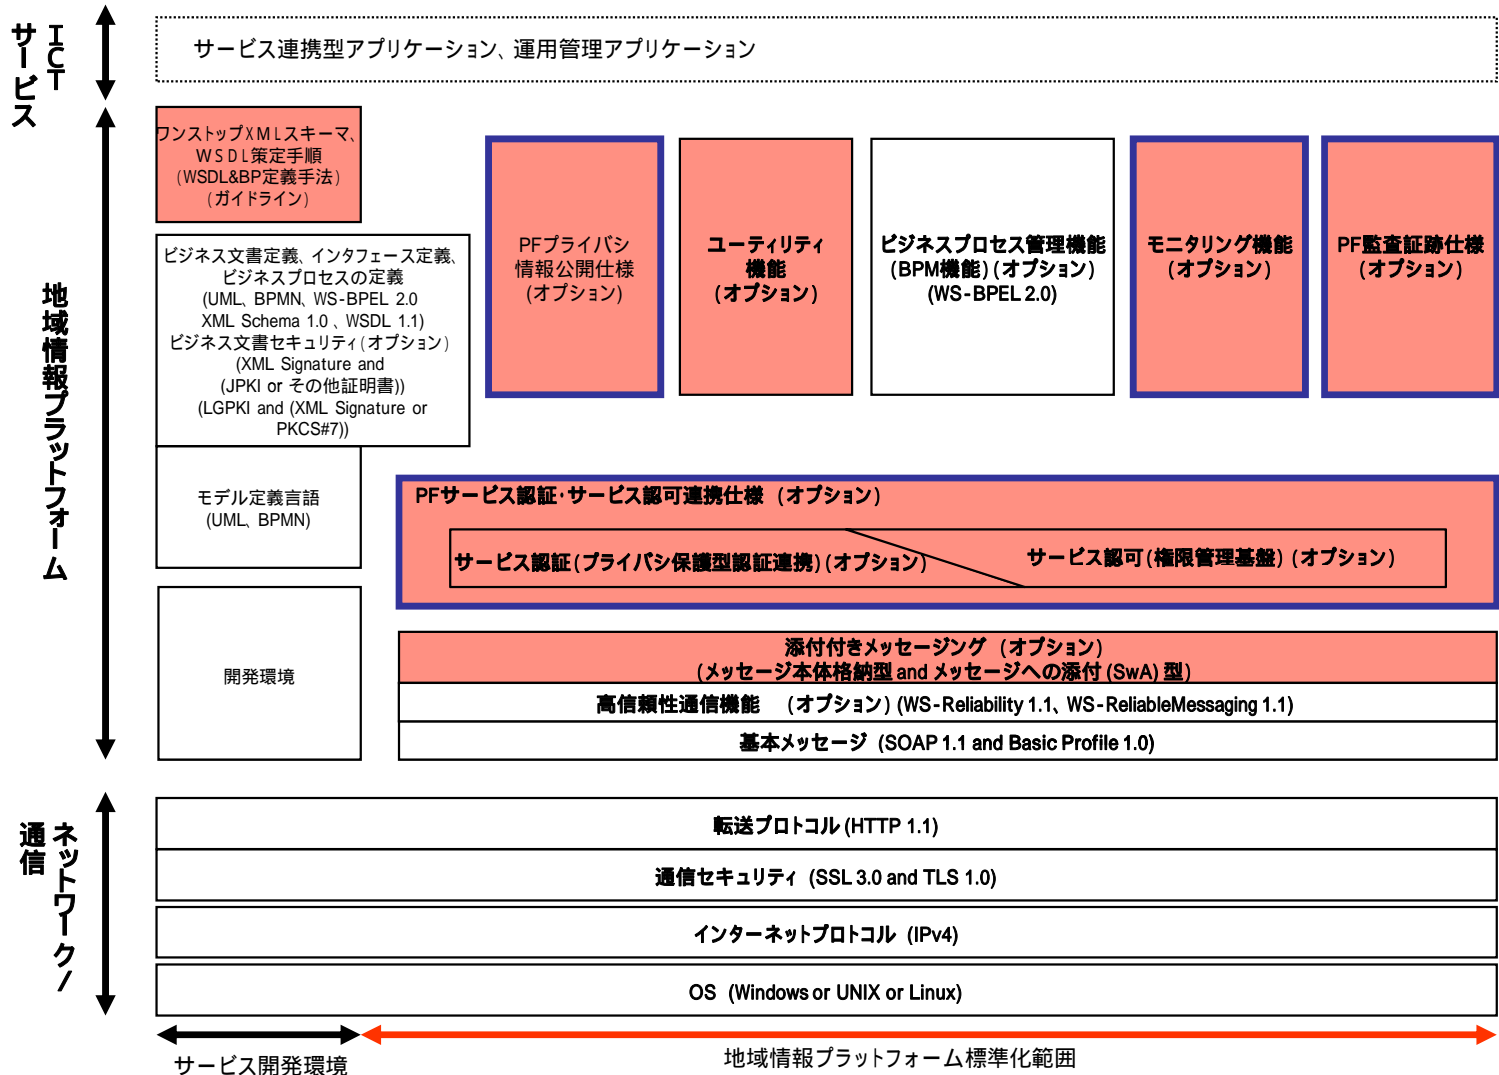 ICT
サービス
サービス連携型アプリケーション、運用管理アプリケーション
地域情報プラットフォーム
ワンストップXMLスキーマ、
WSDL策定手順
(WSDL&BP定義手法)
(ガイドライン)
ビジネス文書定義、インタフェース定義、
ビジネスプロセスの定義
(UML、BPMN、WS-BPEL 2.0
XML Schema 1.0 、WSDL 1.1)
ビジネス文書セキュリティ(オプション)
(XML Signature and
(JPKI or その他証明書))
(LGPKI and (XML Signature or
PKCS#7))
モデル定義言語
(UML、BPMN)
開発環境
PFプライバシ
情報公開仕様
(オプション)
ユーティリティ
機能
(オプション)
ビジネスプロセス管理機能
(BPM機能)(オプション)
(WS-BPEL 2.0)
モニタリング機能
(オプション)
PF監査証跡仕様
(オプション)
PFサービス認証・サービス認可連携仕様 (オプション)
サービス認証(プライバシ保護型認証連携)(オプション)
サービス認可(権限管理基盤)(オプション)
添付付きメッセージング (オプション)
(メッセージ本体格納型 and メッセージへの添付(SwA)型)
高信頼性通信機能 (オプション)(WS-Reliability 1.1、WS-ReliableMessaging 1.1)
基本メッセージ (SOAP 1.1 and Basic Profile 1.0)
ネットワーク/
通信
転送プロトコル(HTTP 1.1)
通信セキュリティ (SSL 3.0 and TLS 1.0)
インターネットプロトコル (IPv4)
OS (Windows or UNIX or Linux)
サービス開発環境
地域情報プラットフォーム標準化範囲